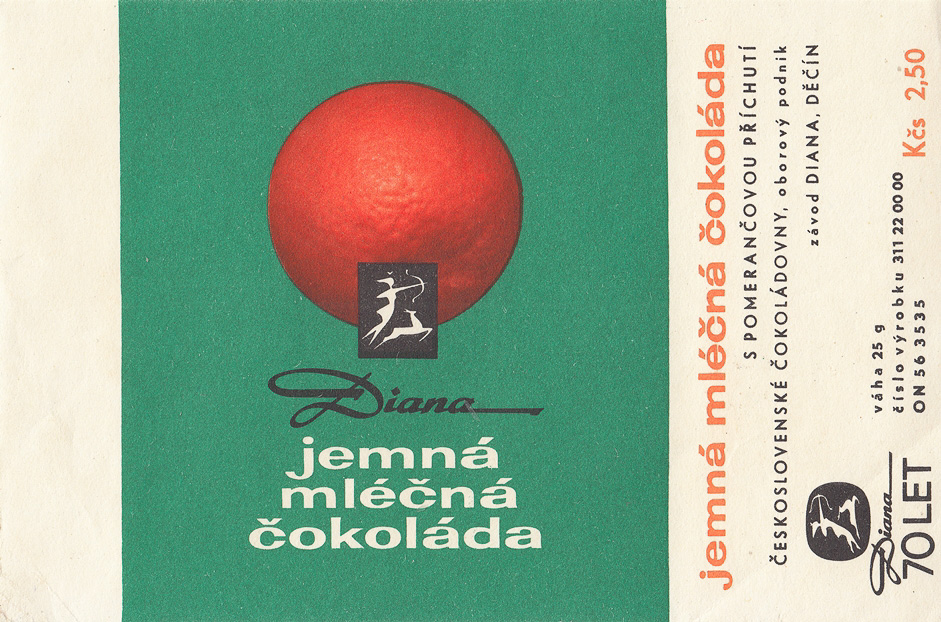 Diana
jemná
mléčná
čokoláda
jemná mléčná čokoláda
S POMERANČOVOU PŘÍCHUTÍ
ČESKOSLOVENSKÉ ČOKOLÁDOVNY, oborový podnik
závod DIANA, DĚČÍN
váha 25 g
číslo výrobku 311 22 00 00
ON 56 3535
Kčs 2,50
Diana
70 LET